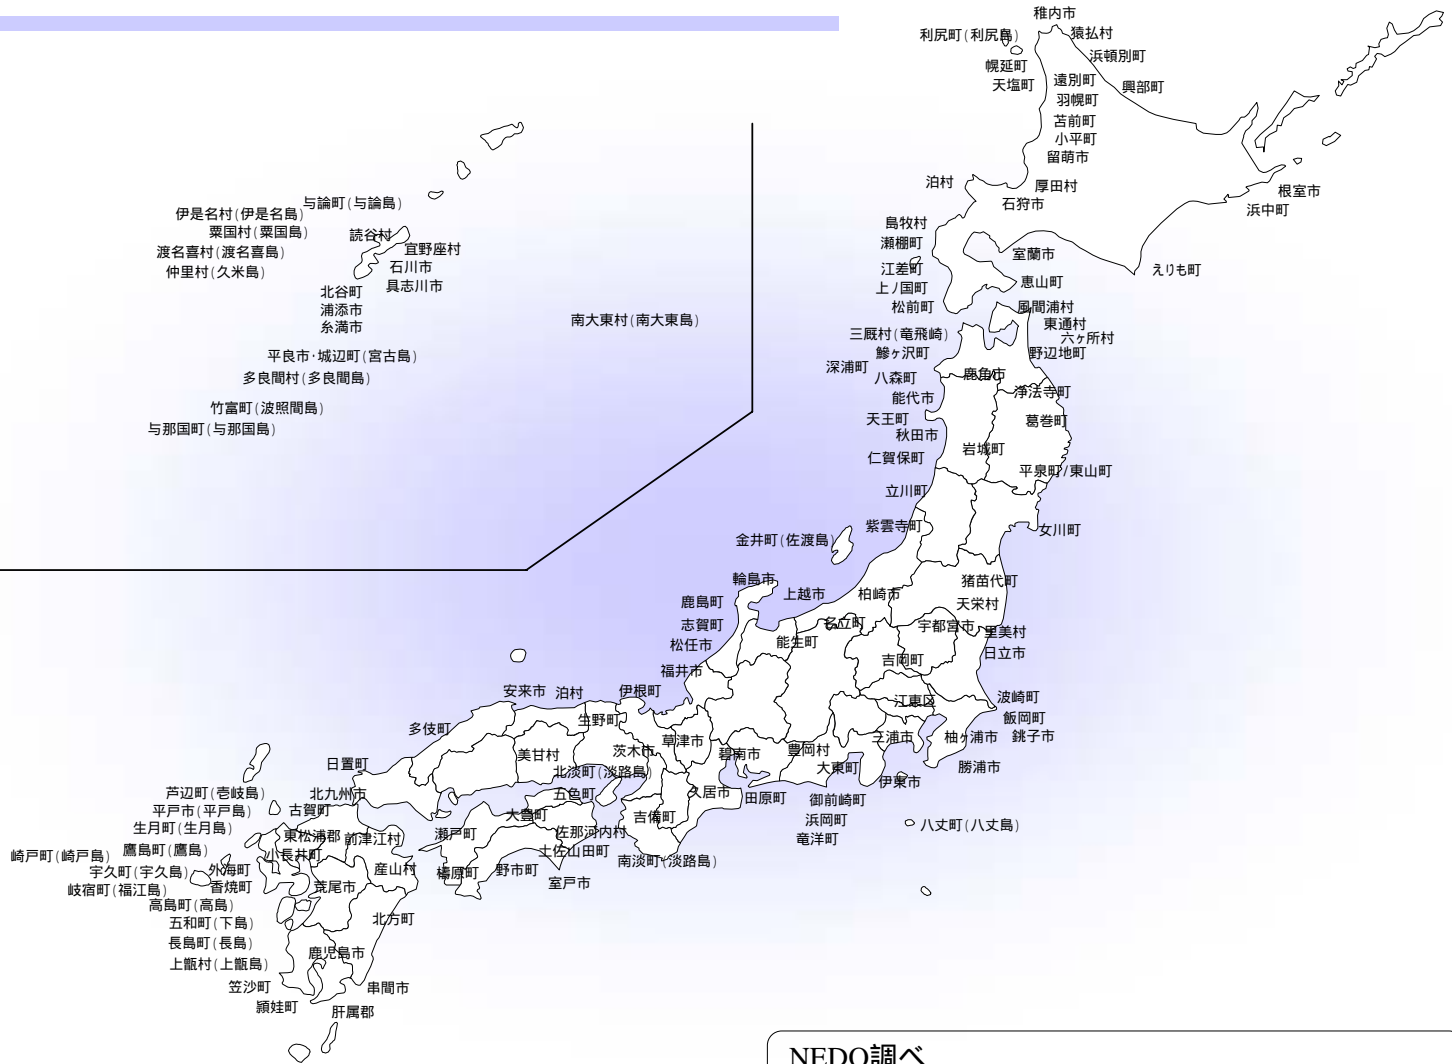 稚内市
利尻町(利尻島)
猿払村
浜頓別町
幌延町
天塩町
遠別町
興部町
羽幌町
苫前町
小平町
留萌市
泊村
厚田村
石狩市
根室市
浜中町
島牧村
瀬棚町
室蘭市
江差町
えりも町
上ノ国町
恵山町
松前町
風間浦村
東通村
六ヶ所村
三厩村(竜飛崎)
鰺ヶ沢町
野辺地町
深浦町
八森町
鹿角市
能代市
浄法寺町
天王町
葛巻町
秋田市
岩城町
仁賀保町
平泉町/東山町
立川町
紫雲寺町
女川町
与論町(与論島)
伊是名村(伊是名島)
粟国村(粟国島)
読谷村
渡名喜村(渡名喜島)
宜野座村
仲里村(久米島)
石川市
具志川市
北谷町
浦添市
糸満市
南大東村(南大東島)
平良市・城辺町(宮古島)
多良間村(多良間島)
竹富町(波照間島)
与那国町(与那国島)
金井町(佐渡島)
輪島市
上越市
柏崎市
猪苗代町
鹿島町
天栄村
志賀町
名立町
宇都宮市
里美村
松任市
能生町
日立市
福井市
吉岡町
安来市
泊村
伊根町
江東区
波崎町
多伎町
生野町
飯岡町
草津市
三浦市
柚ヶ浦市
銚子市
美甘村
茨木市
碧南市
豊岡村
日置町
北淡町(淡路島)
大東町
伊東市
勝浦市
芦辺町(壱岐島)
北九州市
五色町
久居市
田原町
御前崎町
平戸市(平戸島)
古賀町
大豊町
吉備町
浜岡町
八丈町(八丈島)
生月町(生月島)
東松浦郡
前津江村
瀬戸町
佐那河内村
竜洋町
崎戸町(崎戸島)
鷹島町(鷹島)
小長井町
土佐山田町
南淡町(淡路島)
宇久町(宇久島)
外海町
産山村
梼原町
野市町
室戸市
岐宿町(福江島)
香焼町
荒尾市
高島町(高島)
五和町(下島)
北方町
長島町(長島)
鹿児島市
上甑村(上甑島)
笠沙町
串間市
頴娃町
肝属郡
NEDO調べ